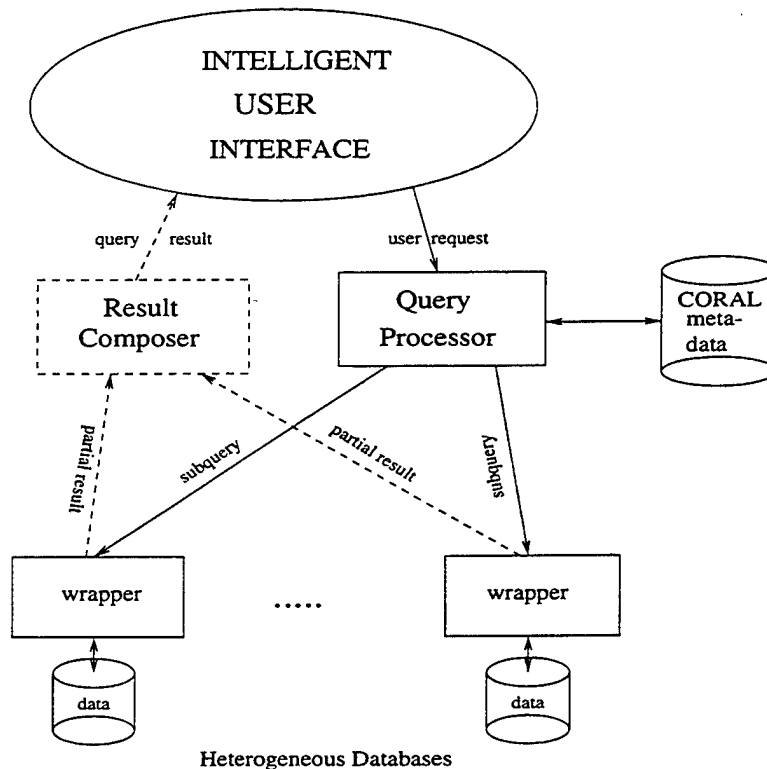 INTELLIGENT
USER
INTERFACE
query result
user request
Result
Composer
Query
Processor
CORAL
meta-
data
partial result
subquery
partial result
subquery
wrapper
.....
wrapper
data
data
Heterogeneous Databases